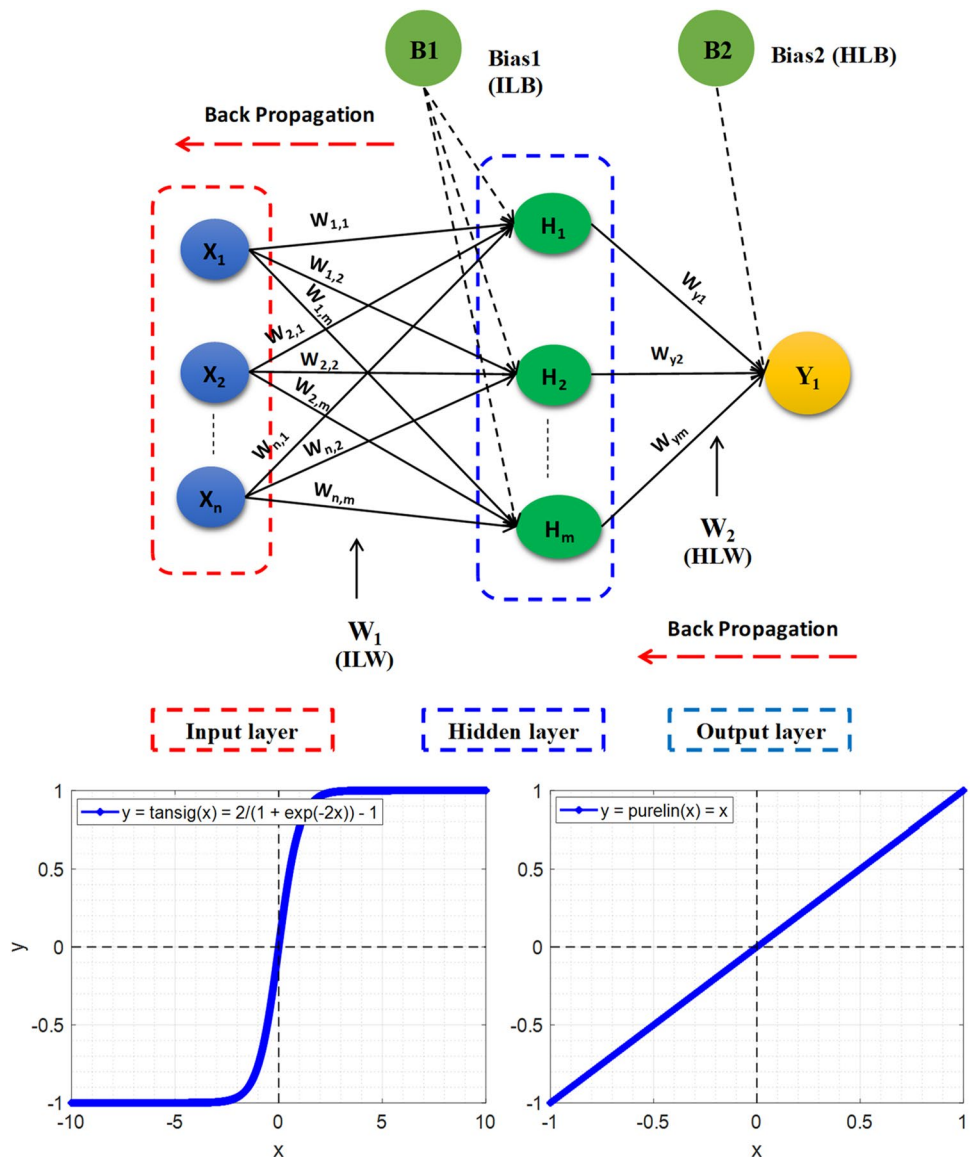 B1
Bias1
(ILB)
B2
Bias2 (HLB)
Back Propagation
X1
X2
Xn
W1,1
W1,2
W1,m
W2,1
W2,2
W2,m
Wn,1
Wn,2
Wn,m
H1
H2
Hm
Wy1
Wy2
Wym
Y1
W1
(ILW)
W2
(HLW)
Back Propagation
Input layer
Hidden layer
Output layer
y = tansig(x) = 2/(1 + exp(-2x)) - 1
1
0.5
0
-0.5
-1
y
-10
-5
0
5
10
x
y = purelin(x) = x
1
0.5
0
-0.5
-1
-1
-0.5
0
0.5
1
x